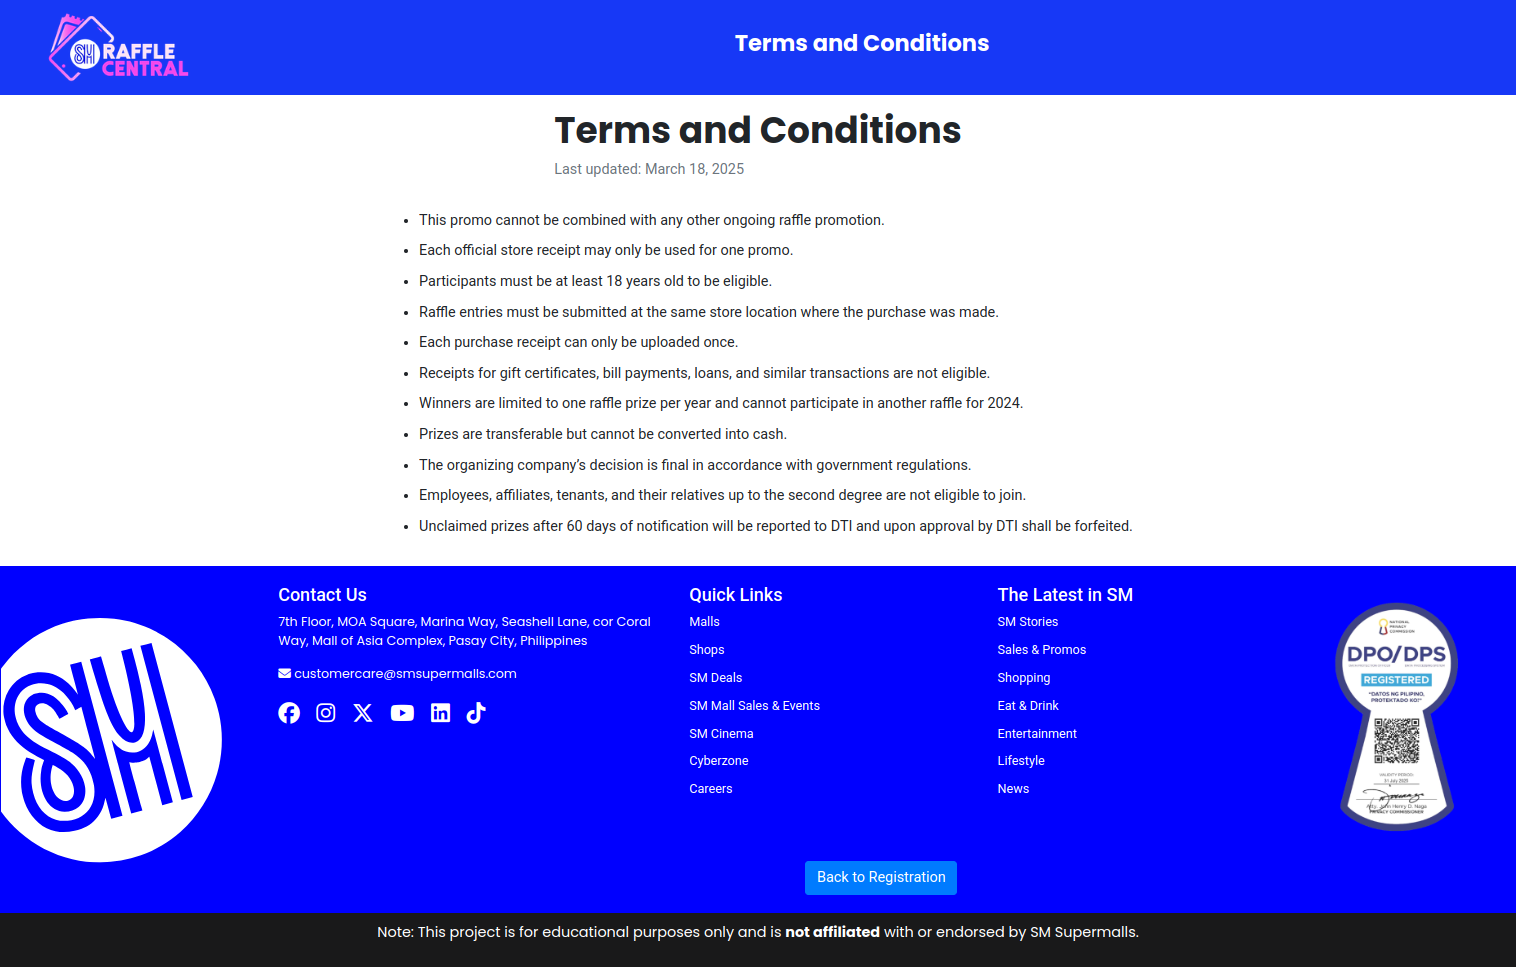 SM RAFFLE
CENTRAL
Terms and Conditions
Terms and Conditions
Last updated: March 18, 2025
This promo cannot be combined with any other ongoing raffle promotion.
Each official store receipt may only be used for one promo.
Participants must be at least 18 years old to be eligible.
Raffle entries must be submitted at the same store location where the purchase was made.
Each purchase receipt can only be uploaded once.
Receipts for gift certificates, bill payments, loans, and similar transactions are not eligible.
Winners are limited to one raffle prize per year and cannot participate in another raffle for 2024.
Prizes are transferable but cannot be converted into cash.
The organizing company’s decision is final in accordance with government regulations.
Employees, affiliates, tenants, and their relatives up to the second degree are not eligible to join.
Unclaimed prizes after 60 days of notification will be reported to DTI and upon approval by DTI shall be forfeited.
SM
Contact Us
7th Floor, MOA Square, Marina Way, Seashell Lane, cor Coral
Way, Mall of Asia Complex, Pasay City, Philippines
customercare@smsupermalls.com
Quick Links
Malls
Shops
SM Deals
SM Mall Sales & Events
SM Cinema
Cyberzone
Careers
The Latest in SM
SM Stories
Sales & Promos
Shopping
Eat & Drink
Entertainment
Lifestyle
News
NATIONAL
PRIVACY
COMMISSION
DPO/DPS
REGISTERED
"DATOS NG PILIPINO,
PROTEKTADO KO!"
VALIDITY PERIOD:
31 July 2025
Atty. John Henry D. Naga
PRIVACY COMMISSIONER
Back to Registration
Note: This project is for educational purposes only and is not affiliated with or endorsed by SM Supermalls.